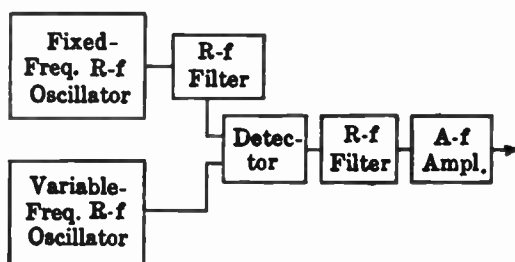 Fixed-
Freq. R-f
Oscillator
R-f
Filter
Detec-
tor
R-f
Filter
A-f
Ampl.
Variable-
Freq. R-f
Oscillator